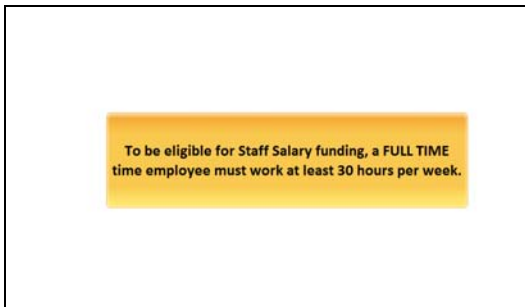 To be eligible for Staff Salary funding, a FULL TIME
time employee must work at least 30 hours per week.